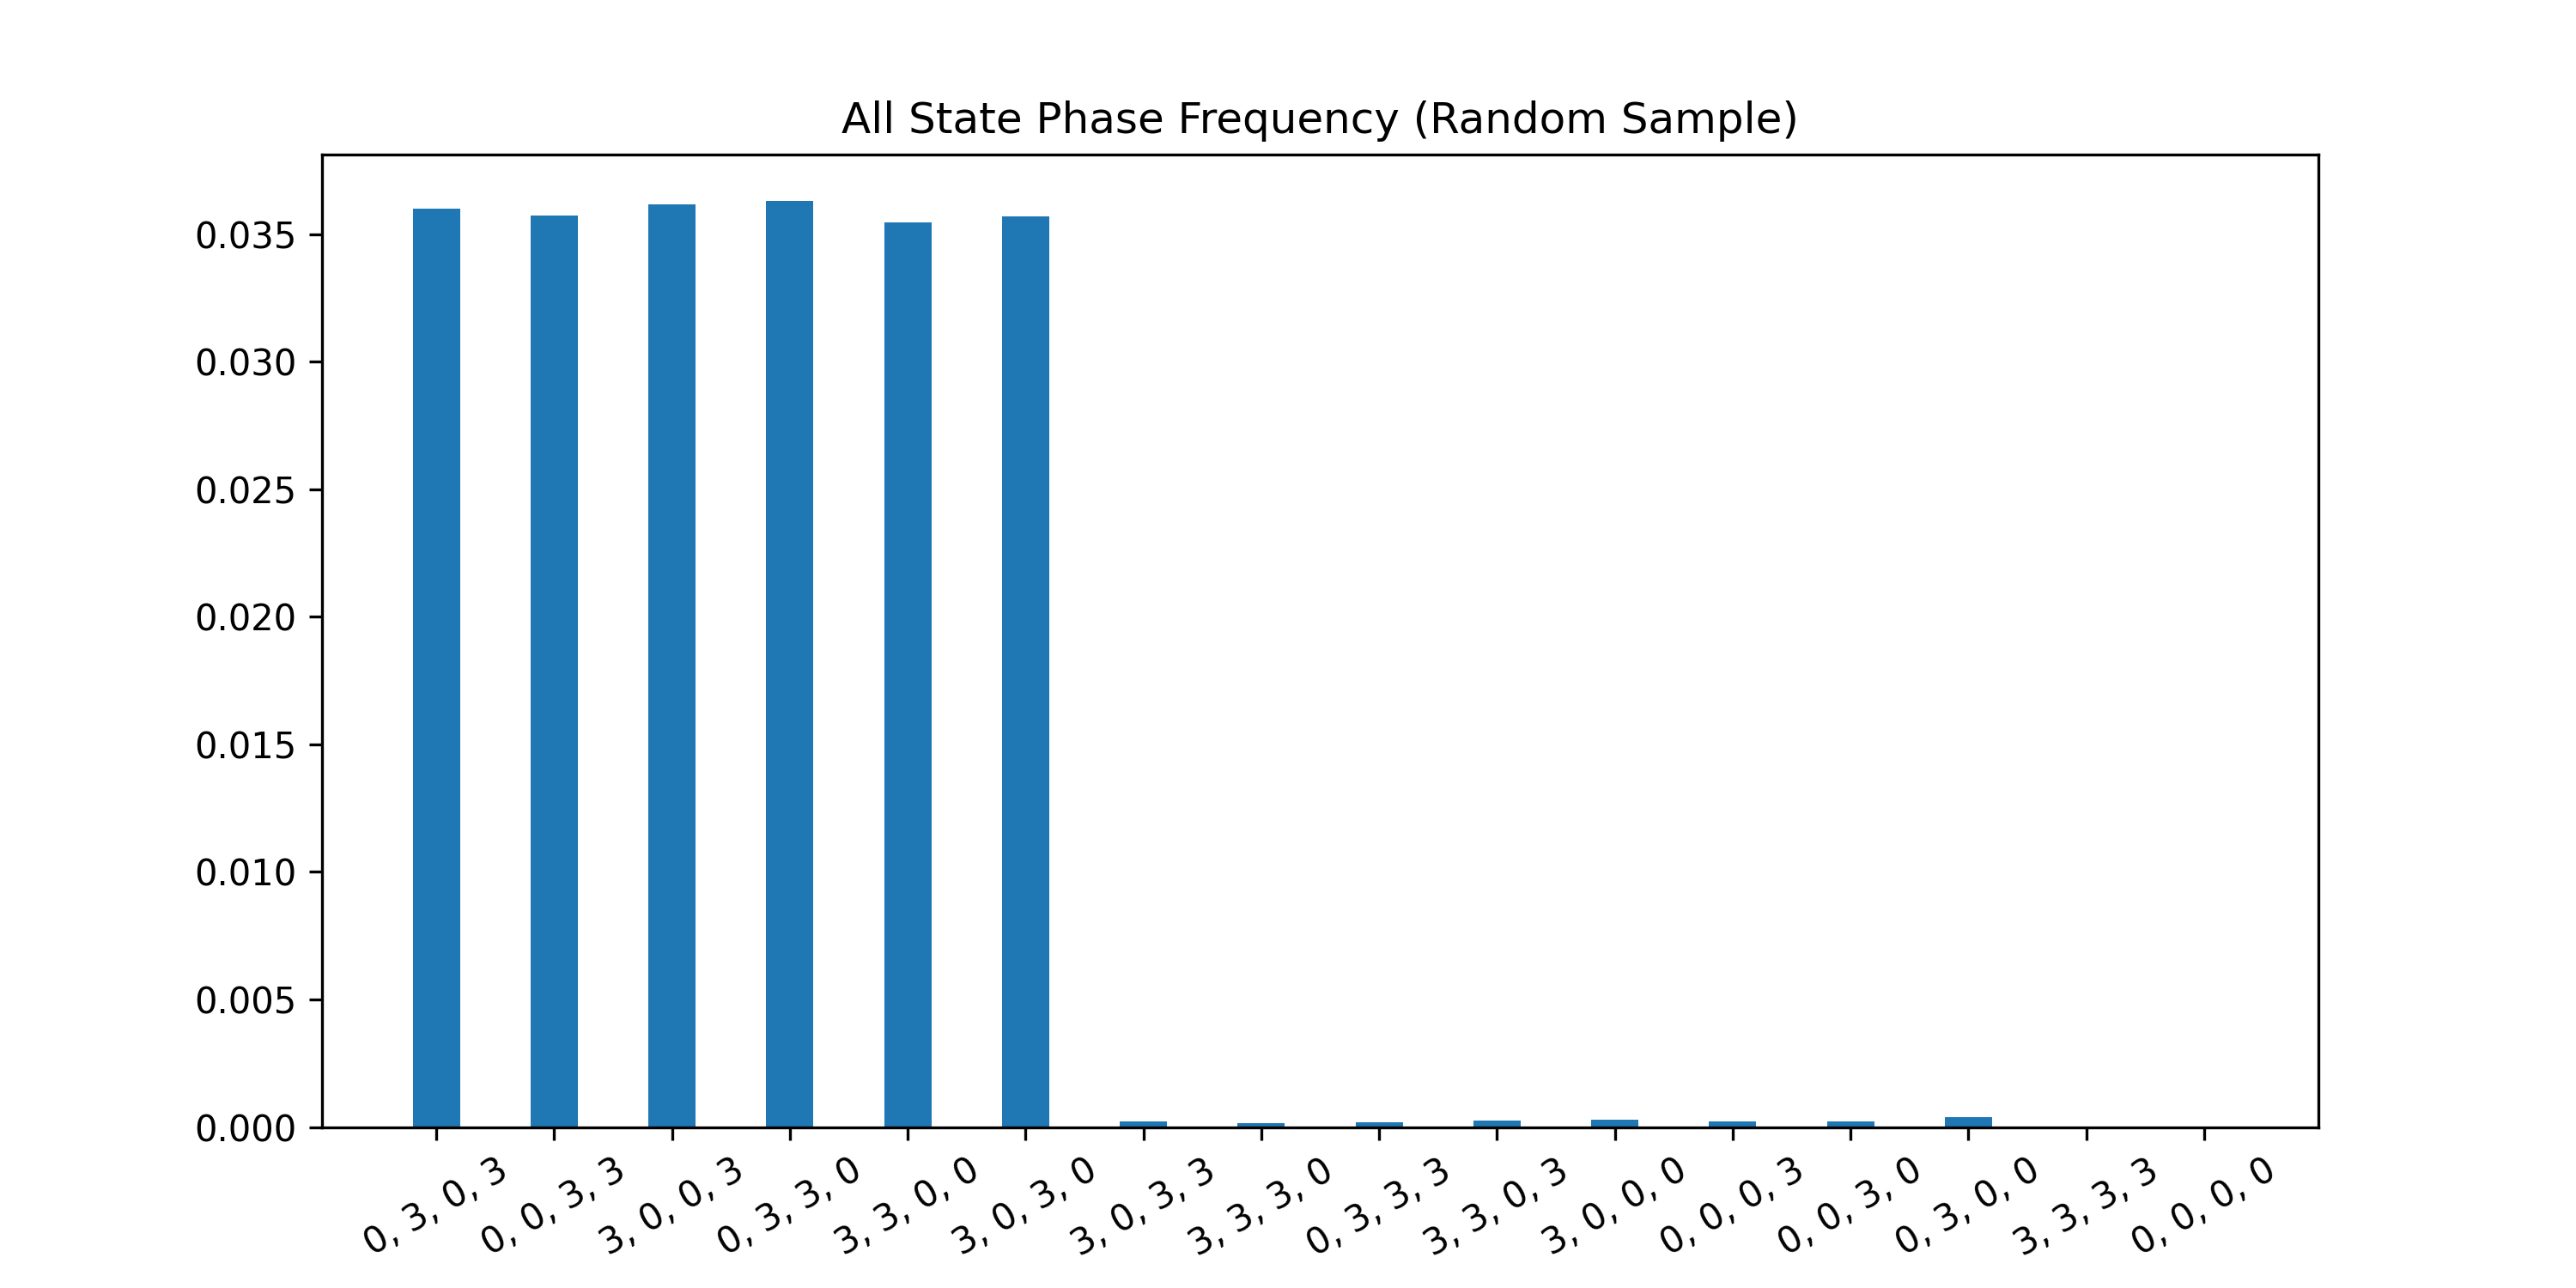 All State Phase Frequency (Random Sample)
0.035
0.030
0.025
0.020
0.015
0.010
0.005
0.000
0, 3, 0, 3
0, 0, 3, 3
3, 0, 0, 3
0, 3, 3, 0
3, 3, 0, 0
3, 0, 3, 0
3, 0, 3, 3
3, 3, 3, 0
0, 3, 3, 3
3, 3, 0, 3
3, 0, 0, 0
0, 0, 0, 3
0, 0, 3, 0
0, 3, 0, 0
3, 3, 3, 3
0, 0, 0, 0